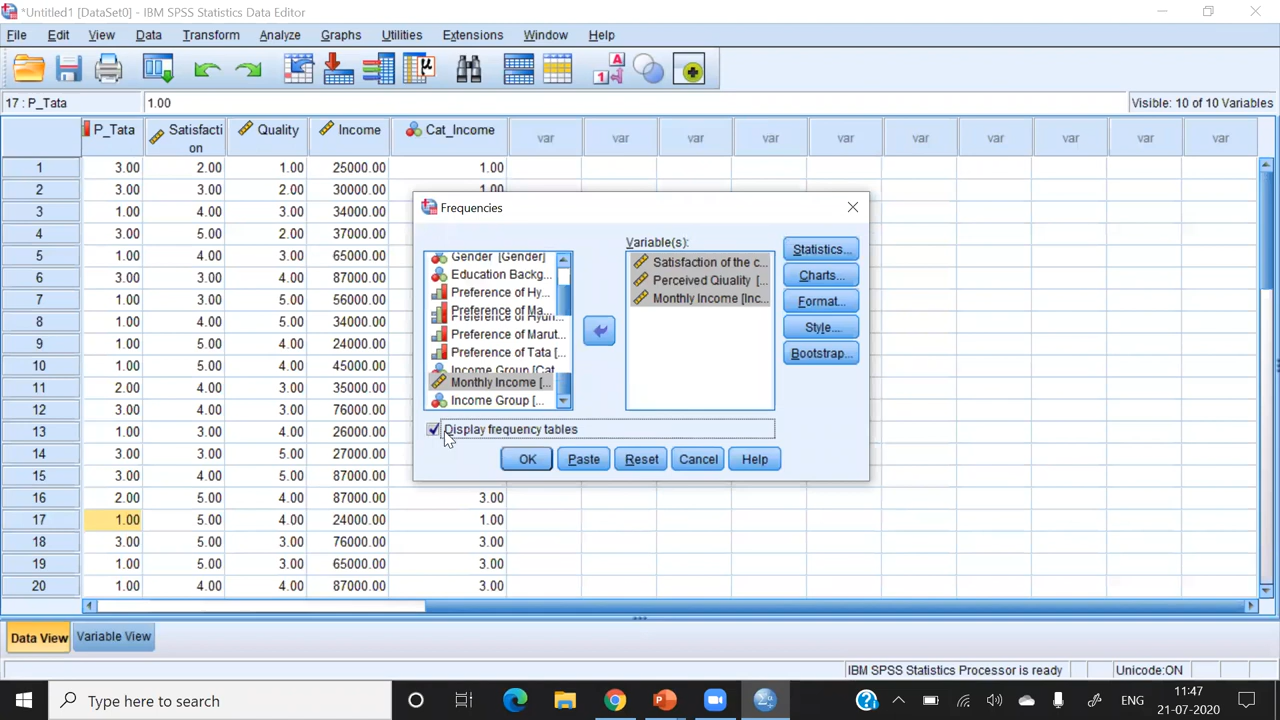 *Untitled1 [DataSet0] - IBM SPSS Statistics Data Editor
File Edit View Data Transform Analyze Graphs Utilities Extensions Window Help
17 : P_Tata 1.00 Visible: 10 of 10 Variables
P_Tata Satisfacti on Quality Income Cat_Income var var var var var var var var
1 3.00 2.00 1.00 25000.00 1.00
2 3.00 3.00 2.00 30000.00 1.00
3 1.00 4.00 3.00 34000.00
4 3.00 5.00 2.00 37000.00
5 1.00 4.00 3.00 65000.00
6 3.00 4.00 3.00 87000.00
7 1.00 3.00 5.00 56000.00
8 1.00 4.00 3.00 34000.00
9 1.00 5.00 4.00 24000.00
10 1.00 5.00 4.00 45000.00
11 2.00 4.00 3.00 35000.00
12 3.00 4.00 3.00 76000.00
13 1.00 3.00 4.00 26000.00
14 3.00 5.00 3.00 27000.00
15 3.00 5.00 4.00 43000.00
16 2.00 5.00 4.00 87000.00 3.00
17 1.00 5.00 4.00 24000.00 1.00
18 3.00 5.00 3.00 76000.00 3.00
19 1.00 5.00 3.00 65000.00 3.00
20 1.00 4.00 4.00 87000.00 3.00
Frequencies
Gender [Gender]
Education Backg...
Preference of Hy...
Preference of Ma...
Preference of Marut...
Preference of Tata [...
Income Group [Cat
Monthly Income [...
Income Group [...
Variable(s):
Satisfaction of the c...
Perceived Qiuality [...
Monthly Income [Inc...
Statistics...
Charts...
Format...
Style...
Bootstrap...
Display frequency tables
OK Paste Reset Cancel Help
Data View Variable View
IBM SPSS Statistics Processor is ready Unicode:ON
Type here to search ENG 11:47
21-07-2020